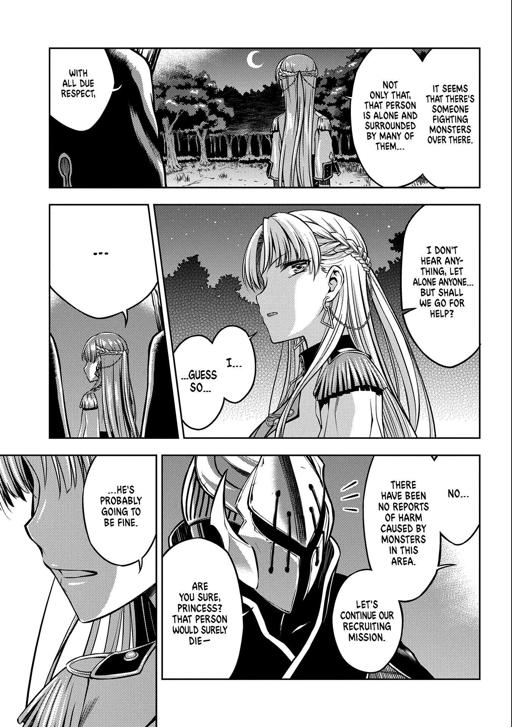 IT SEEMS
THAT THERE'S
SOMEONE
FIGHTING
MONSTERS
OVER THERE.
NOT
ONLY THAT,
THAT PERSON
IS ALONE AND
SURROUNDED
BY MANY OF
THEM...
WITH
ALL DUE
RESPECT,
I DON'T
HEAR ANY-
THING, LET
ALONE ANYONE...
BUT SHALL
WE GO FOR
HELP?
I...
...GUESS
SO...
...
NO...
THERE
HAVE BEEN
NO REPORTS
OF HARM
CAUSED BY
MONSTERS
IN THIS
AREA.
LET'S
CONTINUE OUR
RECRUITING
MISSION.
ARE
YOU SURE,
PRINCESS?
THAT PERSON
WOULD SURELY
DIE—
...HE'S
PROBABLY
GOING TO
BE FINE.